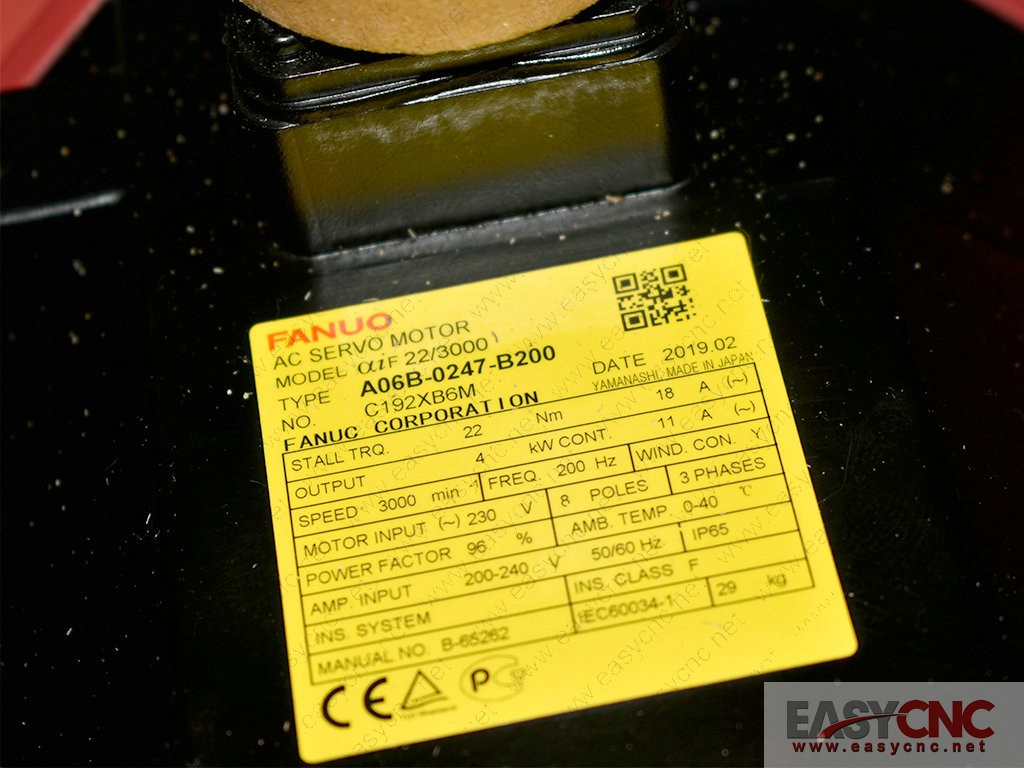 FANUC
AC SERVO MOTOR
MODEL αiF 22/3000
TYPE A06B-0247-B200
NO. C192XB6M
DATE 2019.02
FANUC CORPORATION
YAMANASHI, MADE IN JAPAN
STALL TRQ. 22 Nm 18 A (~)
OUTPUT 4 kW CONT. 11 A (~)
SPEED 3000 min-1 FREQ. 200 Hz WIND. CON. Y
MOTOR INPUT (~) 230 V 8 POLES 3 PHASES
POWER FACTOR 96 % AMB. TEMP. 0-40 ℃
AMP. INPUT 200-240 V 50/60 Hz IP65
INS. SYSTEM INS. CLASS F
MANUAL NO. B-65262 IEC60034-1 29 kg
CE
EASYCNC
www.easycnc.net